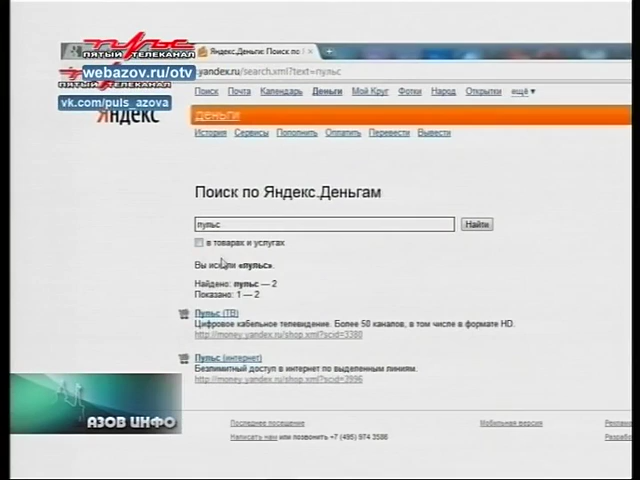 ПУЛЬС
ПЯТЫЙ ТЕЛЕКАНАЛ
Яндекс.Деньги: Поиск по
webazov.ru/otv
ПЯТЫЙ ТЕЛЕКАНАЛ
vk.com/puls_azova
yandex.ru/search.xml?text=пульс
Поиск Почта Календарь Деньги Мой Круг Фотки Народ Открытки ещё
Яндекс деньги
История Сервисы Пополнить Оплатить Перевести Вывести
Поиск по Яндекс.Деньгам
пульс Найти
в товарах и услугах
Вы искали «пульс».
Найдено: пульс — 2
Показано: 1 — 2
Пульс (ТВ)
Цифровое кабельное телевидение. Более 50 каналов, в том числе в формате HD.
http://money.yandex.ru/shop.xml?scid=3380
Пульс (интернет)
Безлимитный доступ в интернет по выделенным линиям.
http://money.yandex.ru/shop.xml?scid=3996
АЗОВ ИНФО
Последнее посещение Мобильная версия
Написать нам или позвонить +7 (495) 974 3586